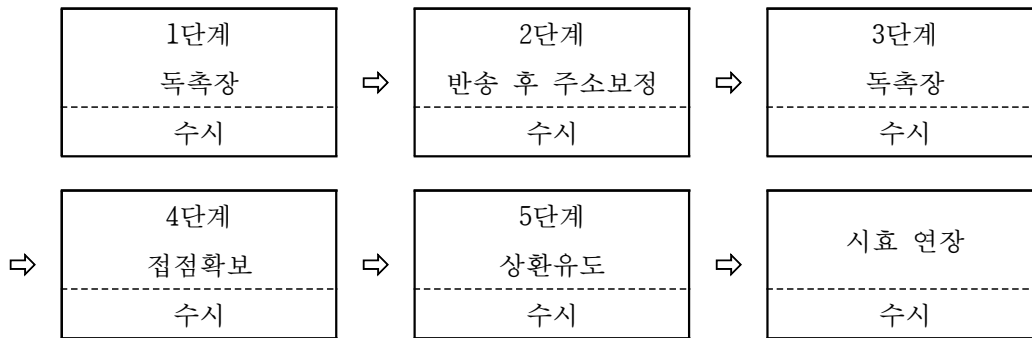 1단계
독촉장
수시
⇨
2단계
반송 후 주소보정
수시
⇨
3단계
독촉장
수시
⇨
4단계
접점확보
수시
⇨
5단계
상환유도
수시
⇨
시효 연장
수시